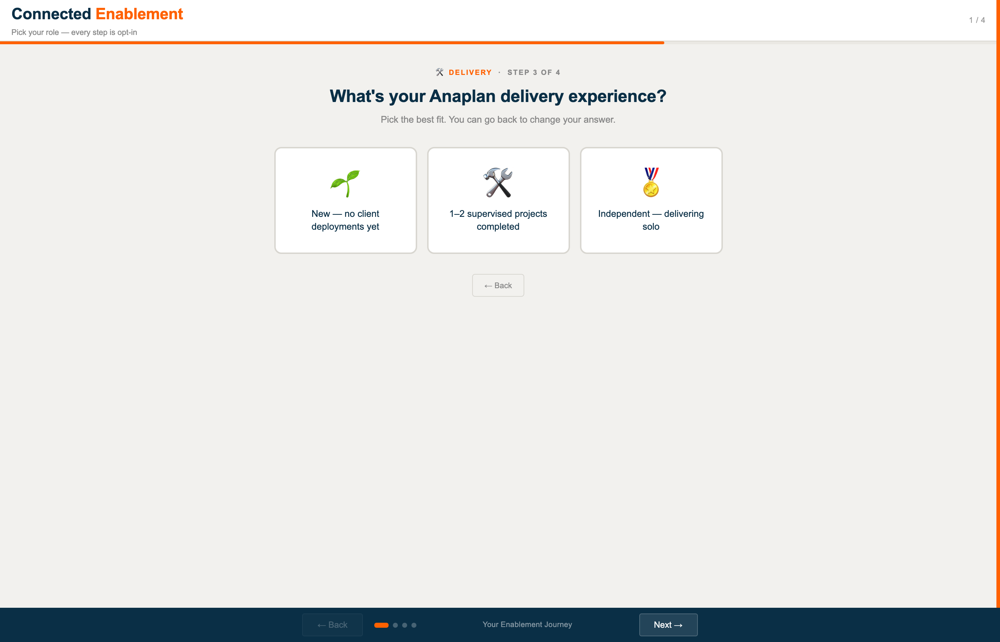 Connected Enablement
Pick your role — every step is opt-in
1 / 4
DELIVERY · STEP 3 OF 4
What's your Anaplan delivery experience?
Pick the best fit. You can go back to change your answer.
New — no client
deployments yet
1–2 supervised projects
completed
Independent — delivering
solo
← Back
← Back
Your Enablement Journey
Next →